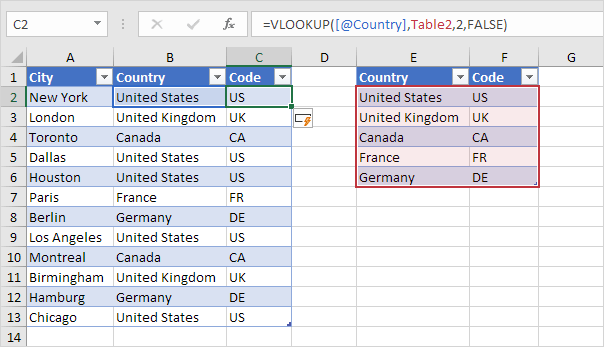 C2 fx =VLOOKUP([@Country],Table2,2,FALSE)
A B C D E F G
1 City Country Code Country Code
2 New York United States US United States US
3 London United Kingdom UK United Kingdom UK
4 Toronto Canada CA Canada CA
5 Dallas United States US France FR
6 Houston United States US Germany DE
7 Paris France FR
8 Berlin Germany DE
9 Los Angeles United States US
10 Montreal Canada CA
11 Birmingham United Kingdom UK
12 Hamburg Germany DE
13 Chicago United States US
14